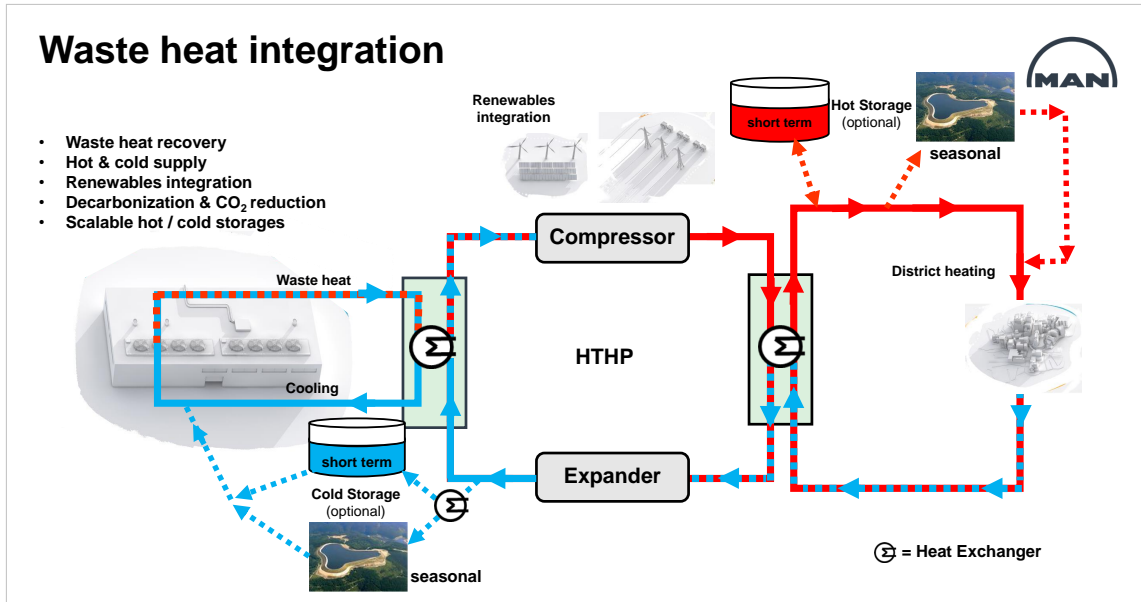 Waste heat integration
MAN
• Waste heat recovery
• Hot & cold supply
• Renewables integration
• Decarbonization & CO₂ reduction
• Scalable hot / cold storages
Renewables
integration
short term
Hot Storage
(optional)
seasonal
Compressor
Waste heat
District heating
HTHP
Cooling
short term
Expander
Cold Storage
(optional)
seasonal
= Heat Exchanger